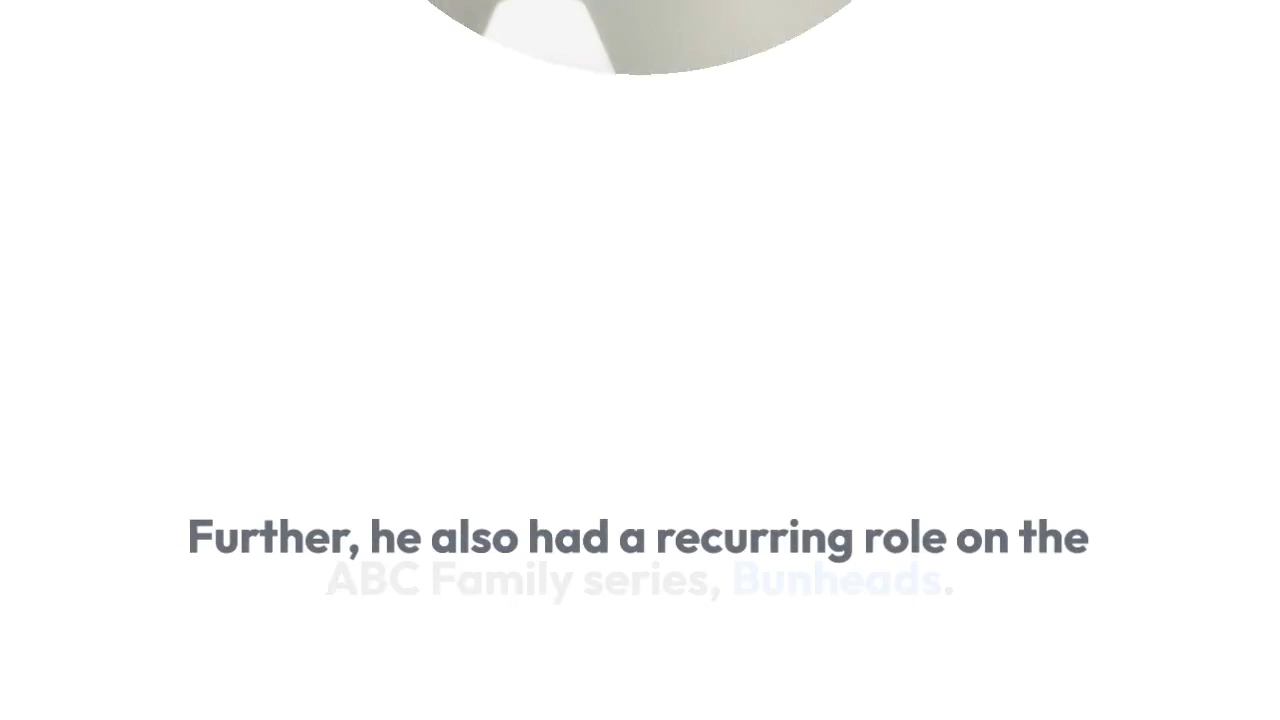 Further, he also had a recurring role on the
ABC Family series, Bunheads.